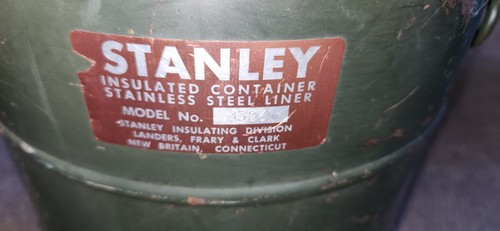 STANLEY
INSULATED CONTAINER
STAINLESS STEEL LINER
MODEL No.
STANLEY INSULATING DIVISION
LANDERS, FRARY & CLARK
NEW BRITAIN, CONNECTICUT